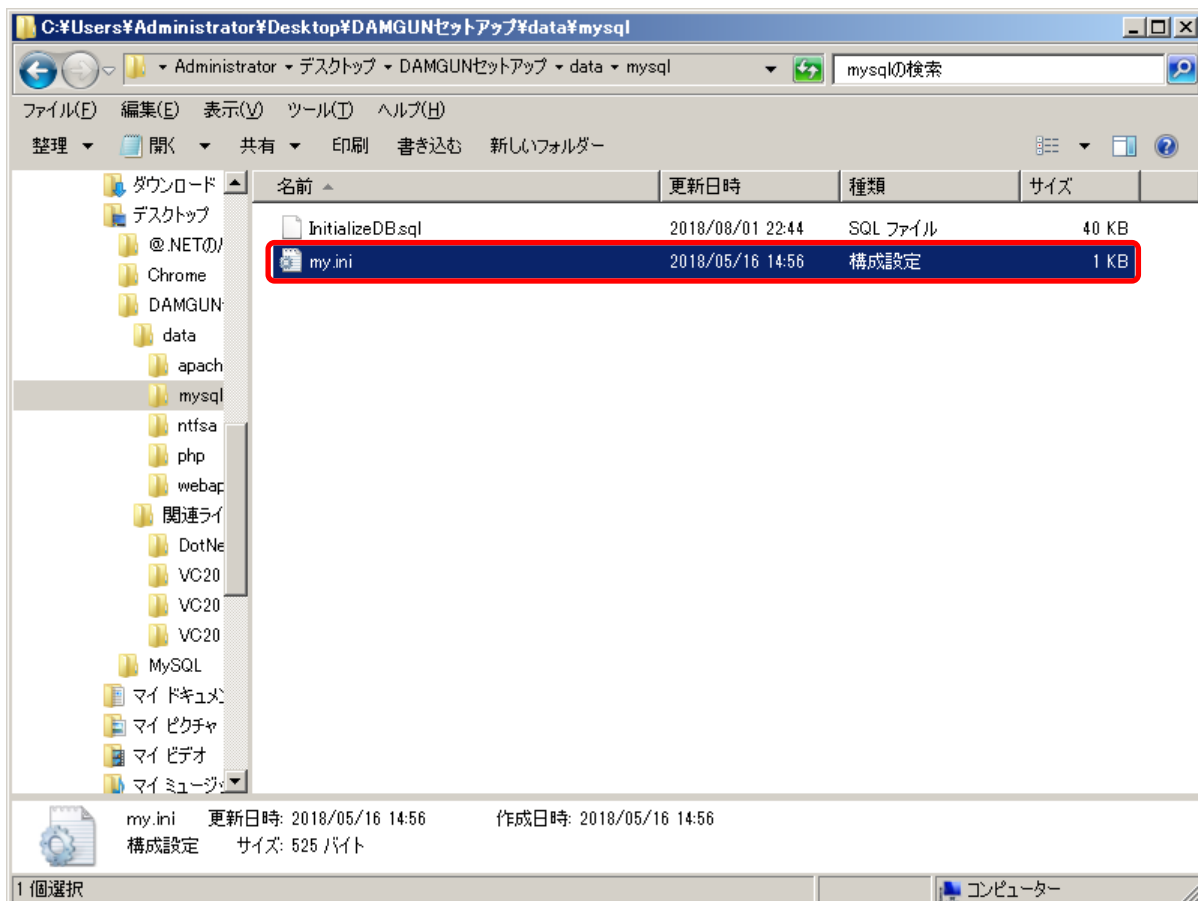 C:¥Users¥Administrator¥Desktop¥DAMGUNセットアップ¥data¥mysql
Administrator デスクトップ DAMGUNセットアップ data mysql mysqlの検索
ファイル(F) 編集(E) 表示(V) ツール(T) ヘルプ(H)
整理 開く 共有 印刷 書き込む 新しいフォルダー
名前 更新日時 種類 サイズ
InitializeDB.sql 2018/08/01 22:44 SQL ファイル 40 KB
my.ini 2018/05/16 14:56 構成設定 1 KB
ダウンロード
デスクトップ
@.NETの
Chrome
DAMGUN
data
apach
mysql
ntfsa
php
webap
関連ライ
DotNe
VC20
VC20
VC20
MySQL
マイ ドキュメン
マイ ピクチャ
マイ ビデオ
マイ ミュージッ
my.ini 更新日時: 2018/05/16 14:56 作成日時: 2018/05/16 14:56
構成設定 サイズ: 525 バイト
1 個選択 コンピューター